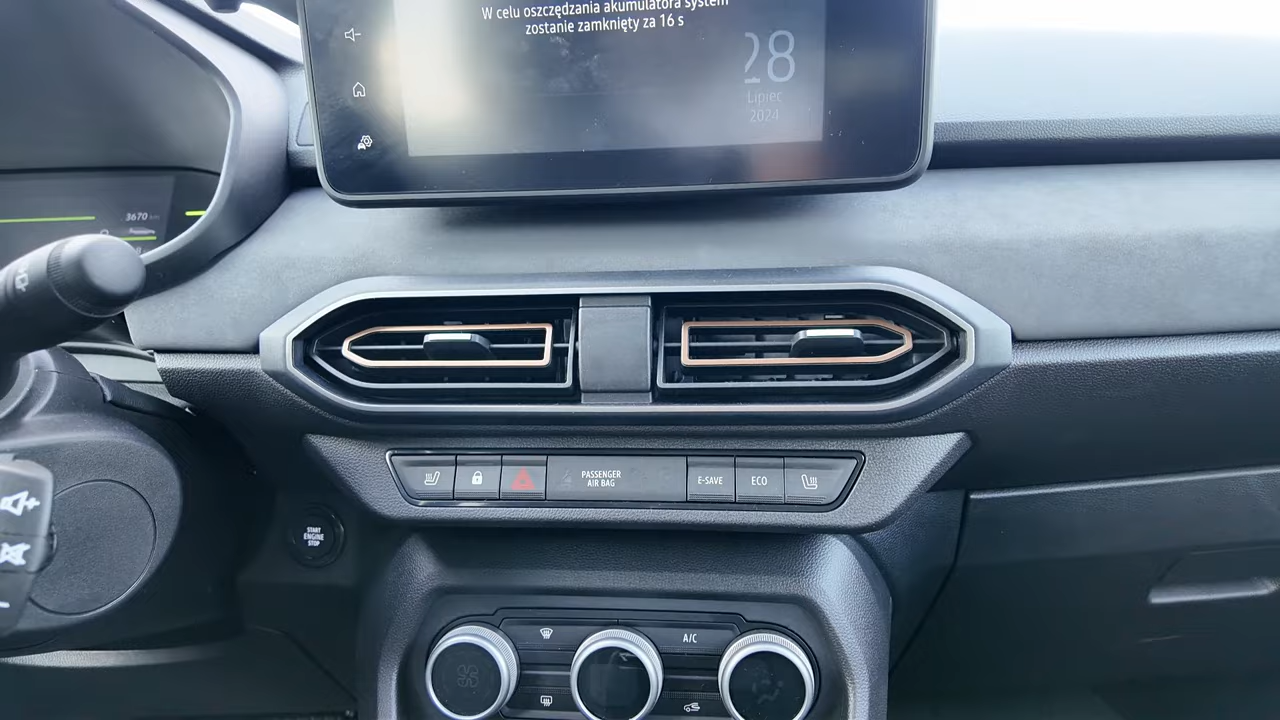 W celu oszczędzania akumulatora system
zostanie zamknięty za 16 s
28
Lipiec
2024
3670 km
PASSENGER
AIR BAG
E-SAVE
ECO
START
ENGINE
STOP
A/C